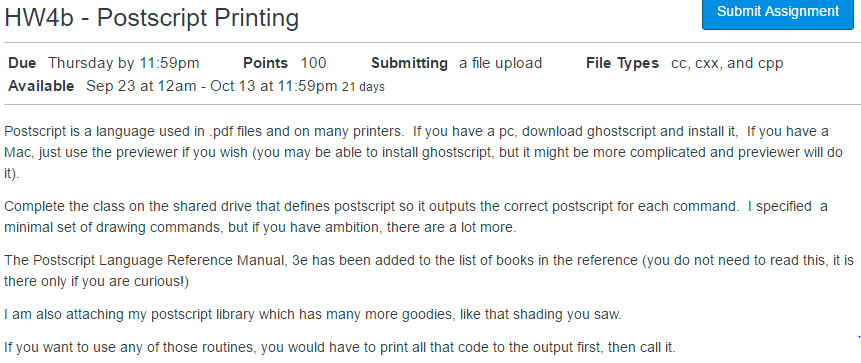 HW4b - Postscript Printing
Submit Assignment
Due Thursday by 11:59pm Points 100 Submitting a file upload File Types cc, cxx, and cpp
Available Sep 23 at 12am - Oct 13 at 11:59pm 21 days
Postscript is a language used in .pdf files and on many printers. If you have a pc, download ghostscript and install it, If you have a
Mac, just use the previewer if you wish (you may be able to install ghostscript, but it might be more complicated and previewer will do
it).
Complete the class on the shared drive that defines postscript so it outputs the correct postscript for each command. I specified a
minimal set of drawing commands, but if you have ambition, there are a lot more.
The Postscript Language Reference Manual, 3e has been added to the list of books in the reference (you do not need to read this, it is
there only if you are curious!)
I am also attaching my postscript library which has many more goodies, like that shading you saw.
If you want to use any of those routines, you would have to print all that code to the output first, then call it.